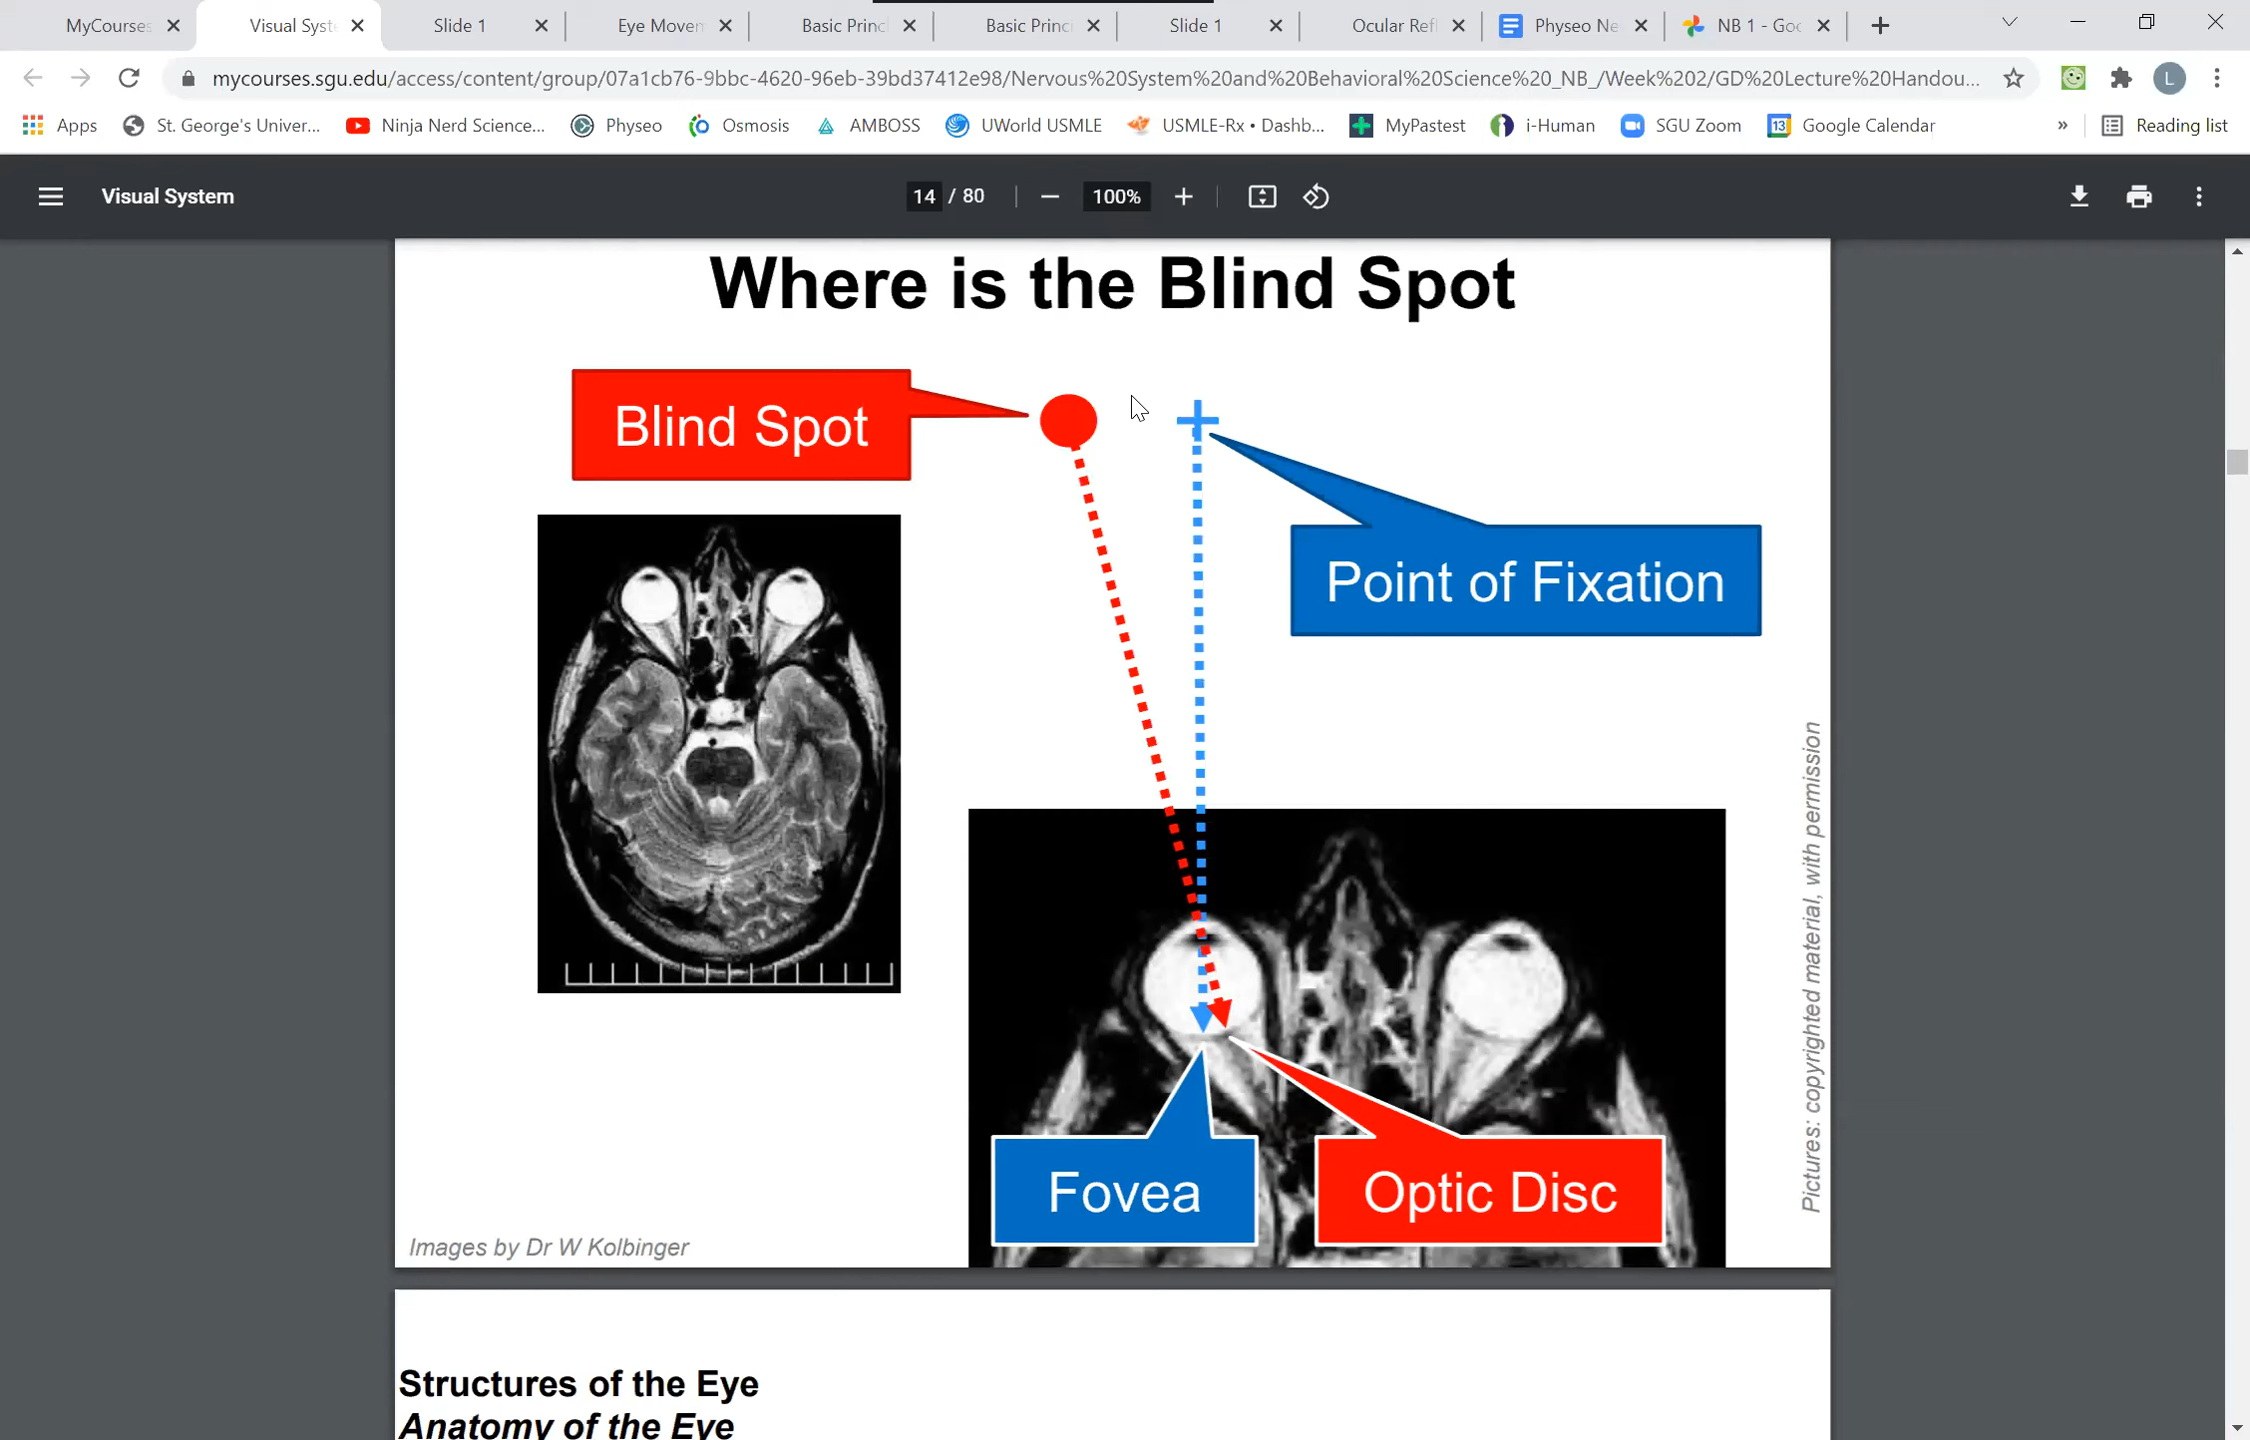 MyCourses
Visual Syst
Slide 1
Eye Movem
Basic Princi
Basic Princi
Slide 1
Ocular Refl
Physeo Ne
NB 1 - Goo
mycourses.sgu.edu/access/content/group/07a1cb76-9bbc-4620-96eb-39bd37412e98/Nervous%20System%20and%20Behavioral%20Science%20_NB_/Week%202/GD%20Lecture%20Handou...
L
Apps
St. George's Univer...
Ninja Nerd Science...
Physeo
Osmosis
AMBOSS
UWorld USMLE
USMLE-Rx • Dashb...
MyPastest
i-Human
SGU Zoom
13
Google Calendar
»
Reading list
Visual System
14 / 80
100%
Where is the Blind Spot
Blind Spot
Point of Fixation
Fovea
Optic Disc
Pictures: copyrighted material, with permission
Images by Dr W Kolbinger
Structures of the Eye
Anatomy of the Eye